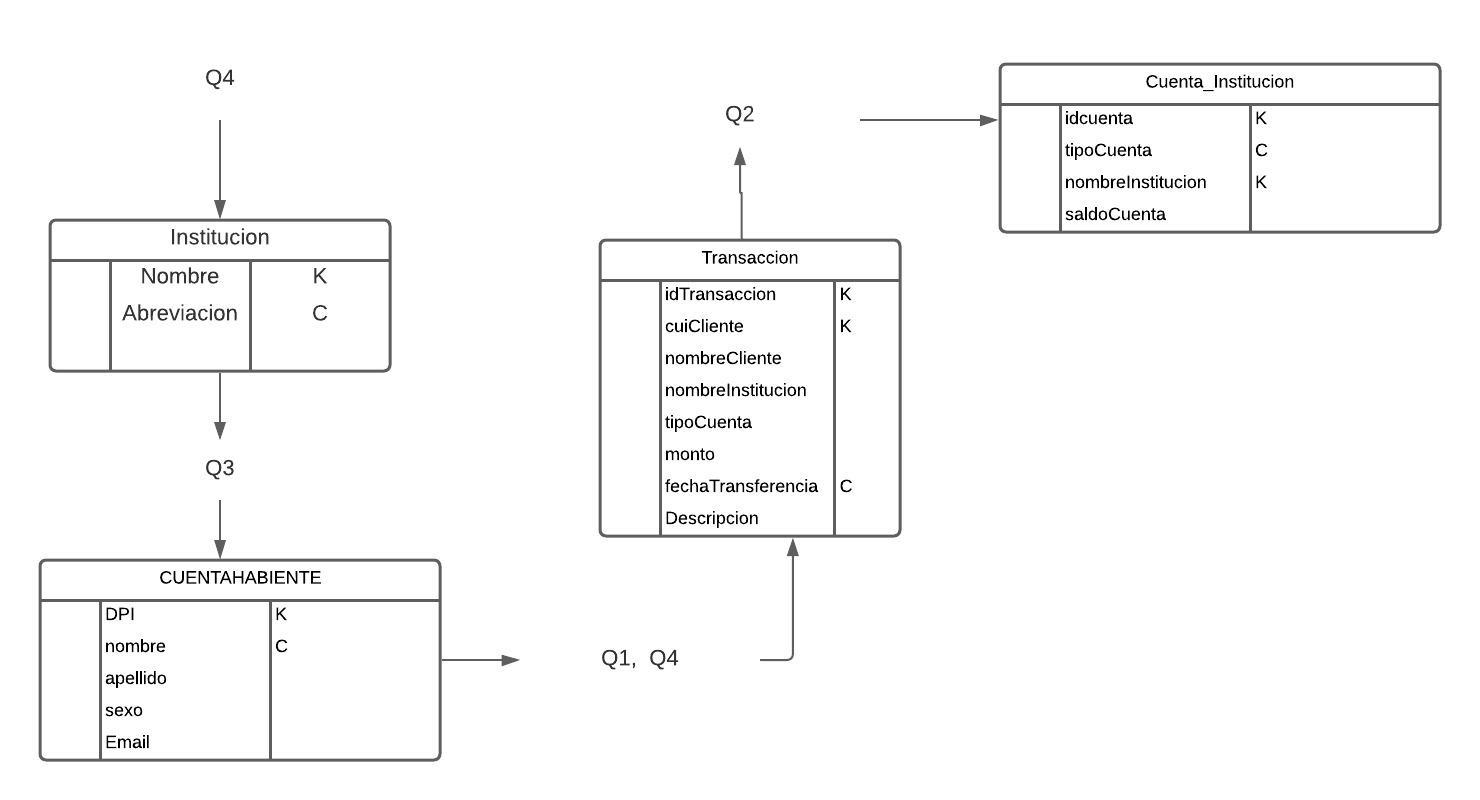 Q4
Institucion
Nombre K
Abreviacion C
Q3
CUENTAHABIENTE
DPI K
nombre C
apellido
sexo
Email
Q1, Q4
Transaccion
idTransaccion K
cuiCliente K
nombreCliente
nombreInstitucion
tipoCuenta
monto
fechaTransferencia C
Descripcion
Q2
Cuenta_Institucion
idcuenta K
tipoCuenta C
nombreInstitucion K
saldoCuenta